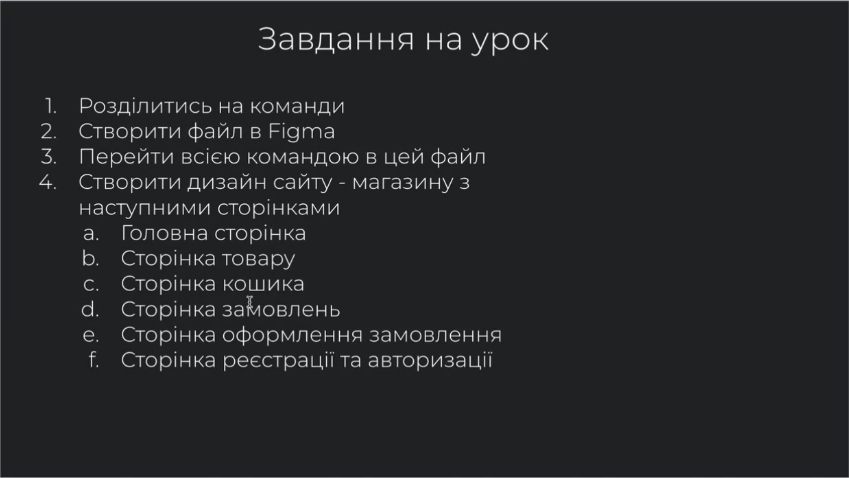 Завдання на урок
1. Розділитись на команди
2. Створити файл в Figma
3. Перейти всією командою в цей файл
4. Створити дизайн сайту - магазину з
наступними сторінками
a. Головна сторінка
b. Сторінка товару
c. Сторінка кошика
d. Сторінка замовлень
e. Сторінка оформлення замовлення
f. Сторінка реєстрації та авторизації